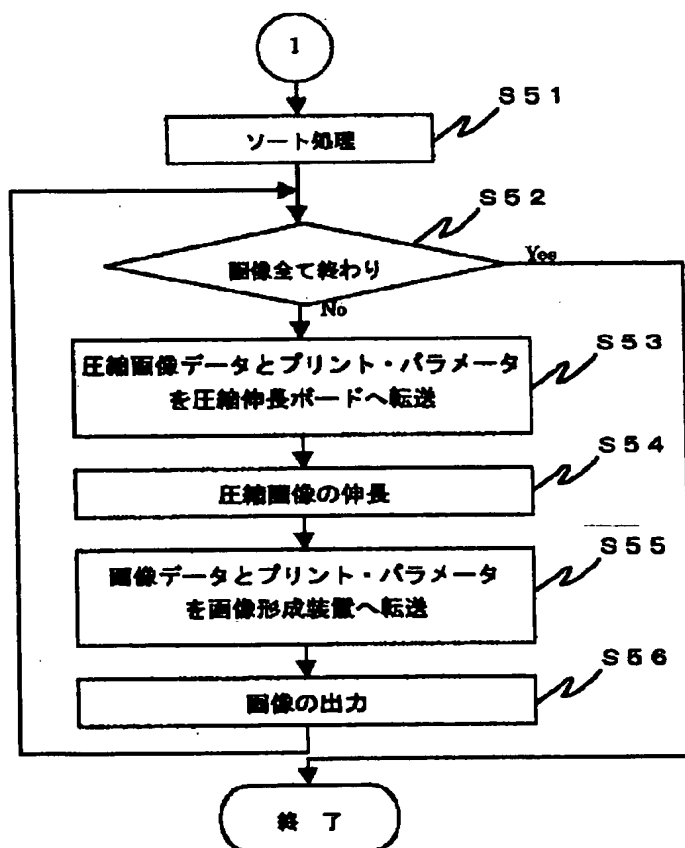 1
S51
ソート処理
S52
画像全て終わり
Yes
No
S53
圧縮画像データとプリント・パラメータ
を圧縮伸長ボードへ転送
S54
圧縮画像の伸長
S55
画像データとプリント・パラメータ
を画像形成装置へ転送
S56
画像の出力
終 了